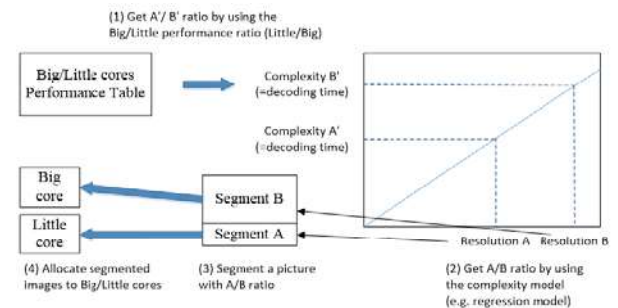 (1) Get A'/ B' ratio by using the
Big/Little performance ratio (Little/Big)
Big/Little cores
Performance Table
Complexity B'
(=decoding time)
Complexity A'
(=decoding time)
Big
core
Little
core
Segment B
Segment A
Resolution A Resolution B
(4) Allocate segmented
images to Big/Little cores
(3) Segment a picture
with A/B ratio
(2) Get A/B ratio by using
the complexity model
(e.g. regression model)